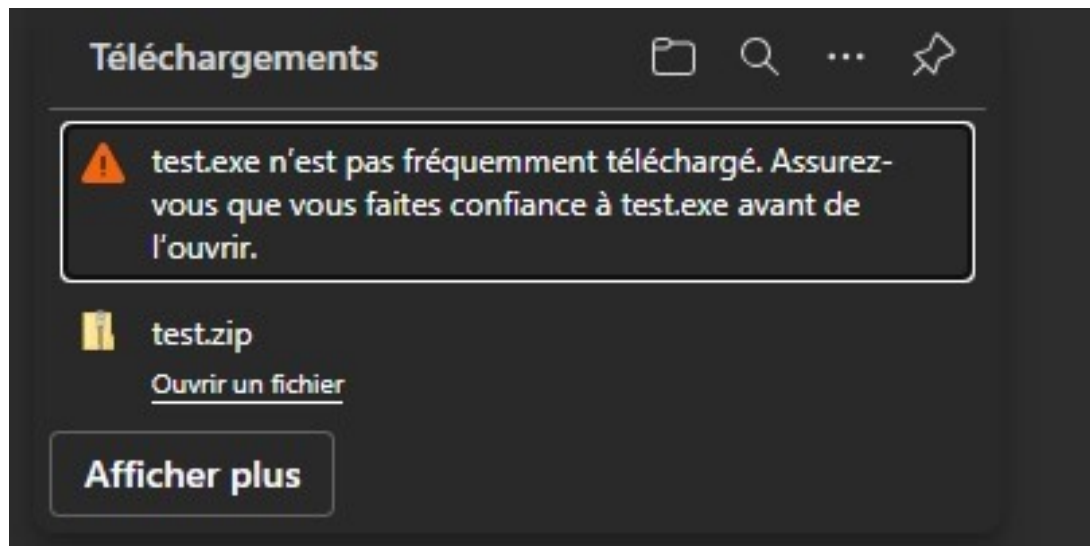 Téléchargements
test.exe n’est pas fréquemment téléchargé. Assurez-
vous que vous faites confiance à test.exe avant de
l’ouvrir.
test.zip
Ouvrir un fichier
Afficher plus